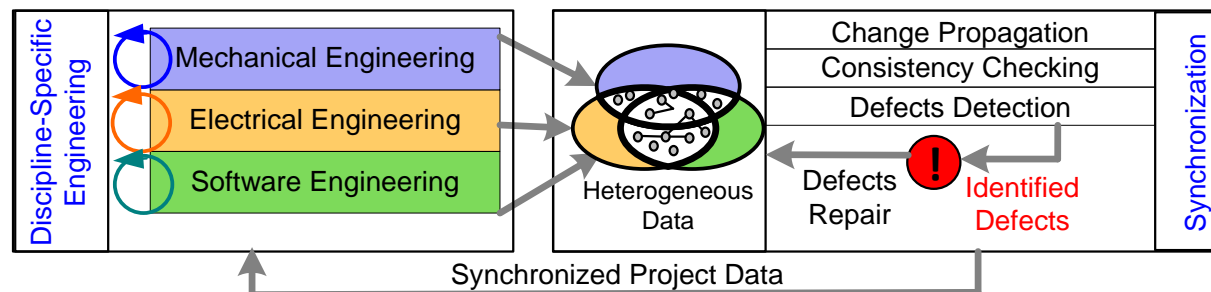 Discipline-Specific
Engineering
Mechanical Engineering
Electrical Engineering
Software Engineering
Heterogeneous
Data
Change Propagation
Consistency Checking
Defects Detection
!
Defects
Repair
Identified
Defects
Synchronization
Synchronized Project Data